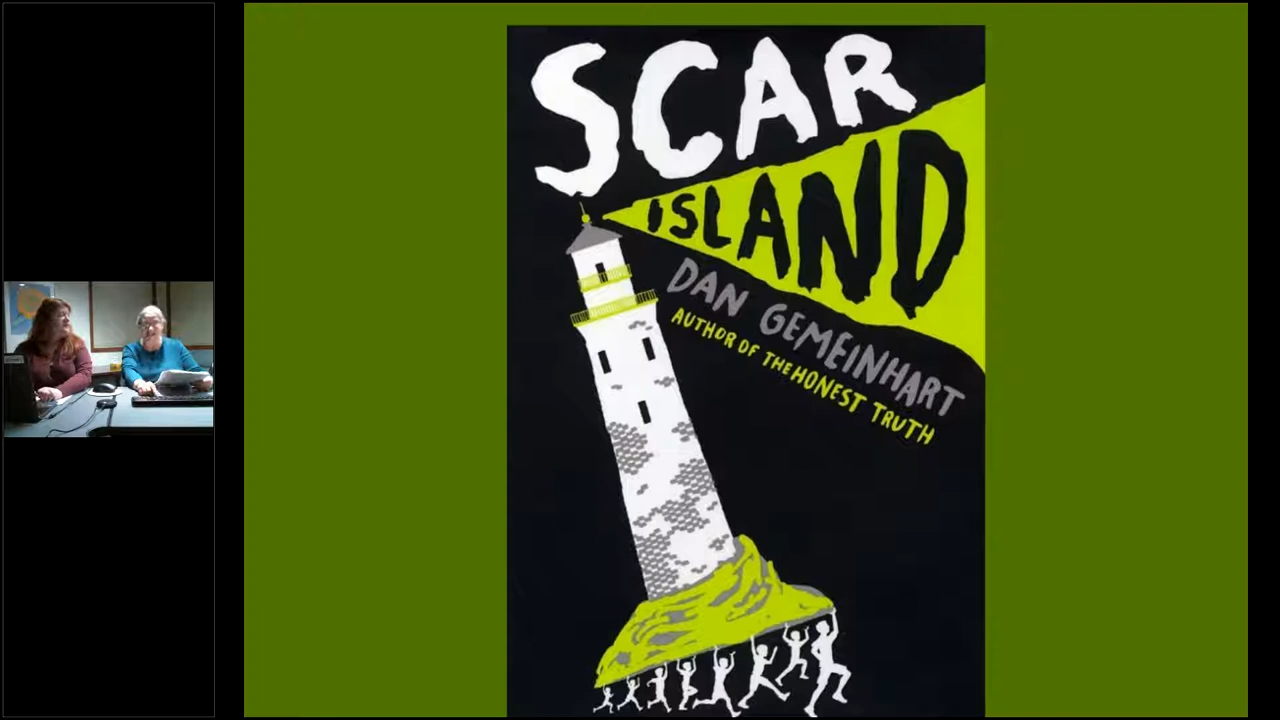 SCAR
ISLAND
DAN GEMEINHART
AUTHOR OF THE HONEST TRUTH